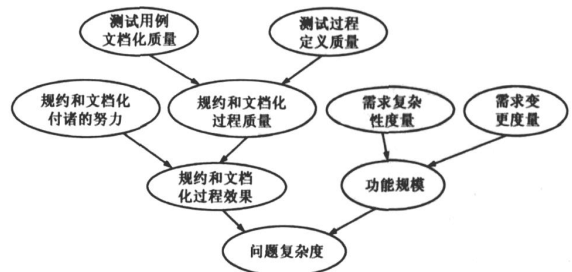 测试用例
文档化质量
测试过程
定义质量
规约和文档化
付诸的努力
规约和文档化
过程质量
需求复杂
性度量
需求变
更度量
规约和文档
化过程效果
功能规模
问题复杂度